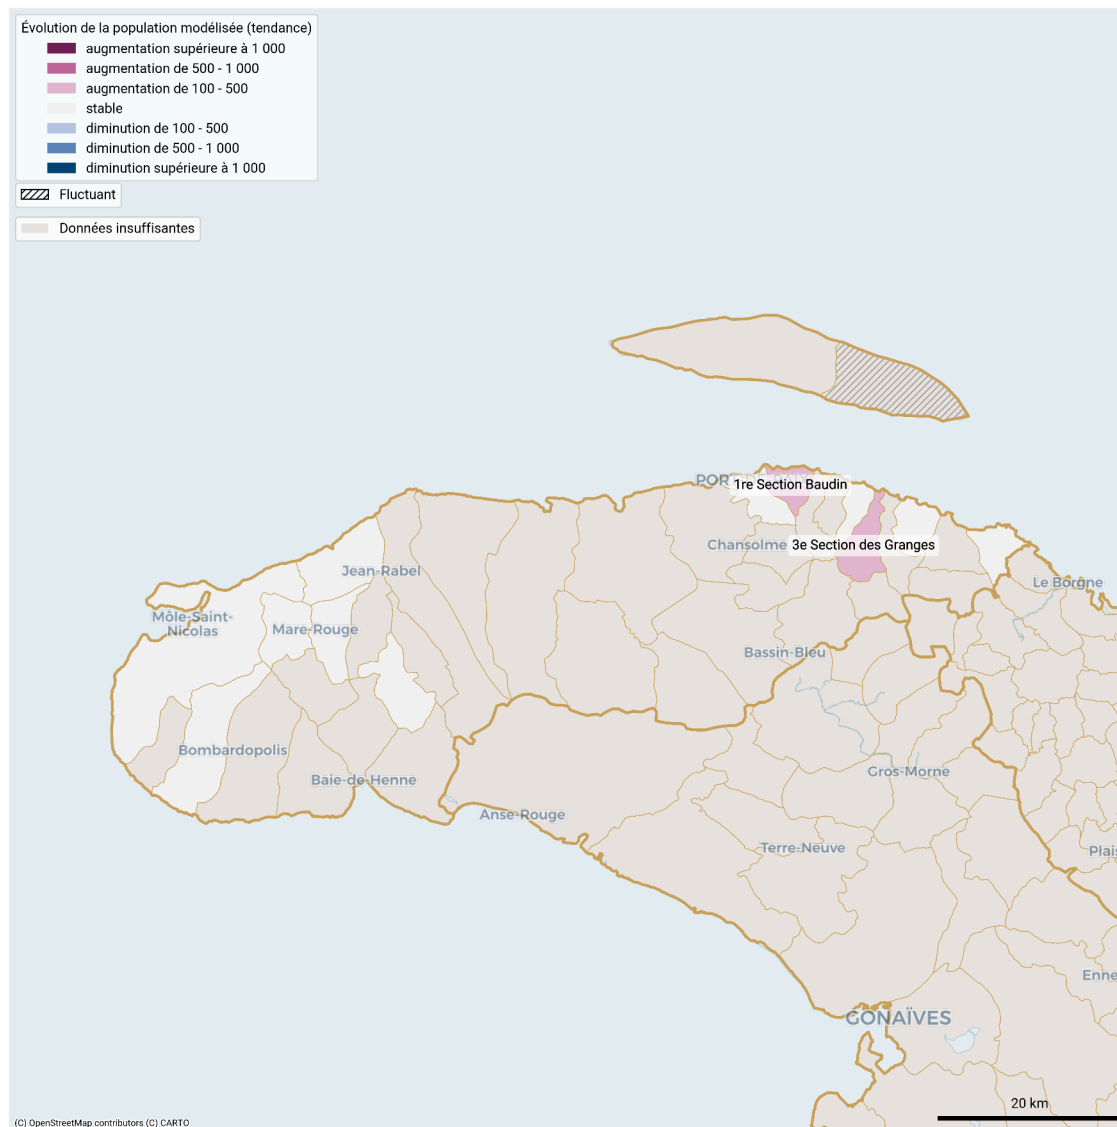 Évolution de la population modélisée (tendance)
augmentation supérieure à 1 000
augmentation de 500 - 1 000
augmentation de 100 - 500
stable
diminution de 100 - 500
diminution de 500 - 1 000
diminution supérieure à 1 000
Fluctuant
Données insuffisantes
1re Section Baudin
Chansolme
3e Section des Granges
Jean-Rabel
Le Borgne
Môle-Saint-
Nicolas
Mare-Rouge
Bassin-Bleu
Bombardopolis
Baie-de-Henne
Gros-Morne
Anse-Rouge
Terre-Neuve
Plais
Enne
GONAÏVES
20 km
(C) OpenStreetMap contributors (C) CARTO